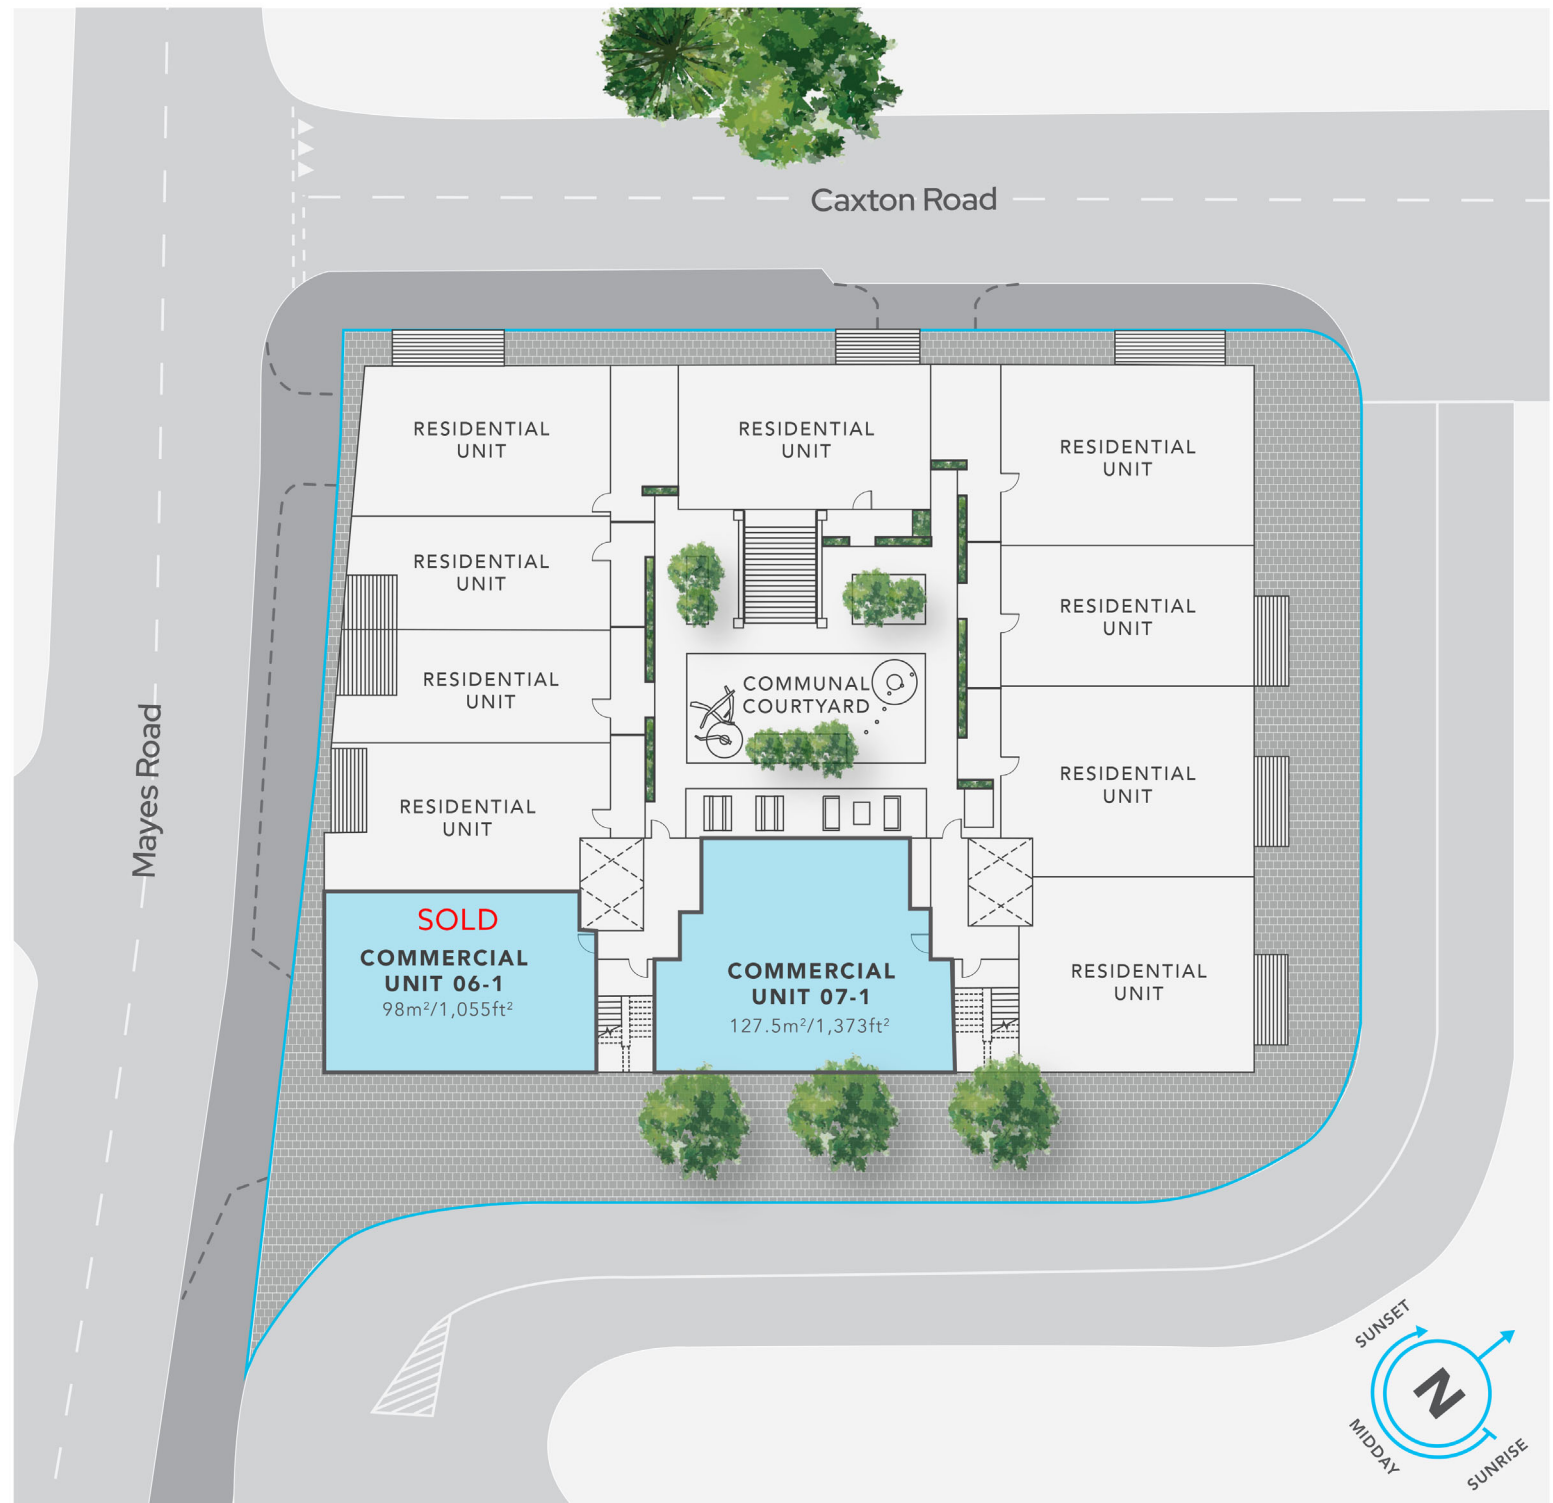 Caxton Road
RESIDENTIAL
UNIT
RESIDENTIAL
UNIT
RESIDENTIAL
UNIT
RESIDENTIAL
UNIT
RESIDENTIAL
UNIT
RESIDENTIAL
UNIT
COMMUNAL
COURTYARD
Mayes Road
RESIDENTIAL
UNIT
RESIDENTIAL
UNIT
SOLD
COMMERCIAL
UNIT 06-1
98m²/1,055ft²
COMMERCIAL
UNIT 07-1
127.5m²/1,373ft²
RESIDENTIAL
UNIT
SUNSET
N
MIDDAY
SUNRISE